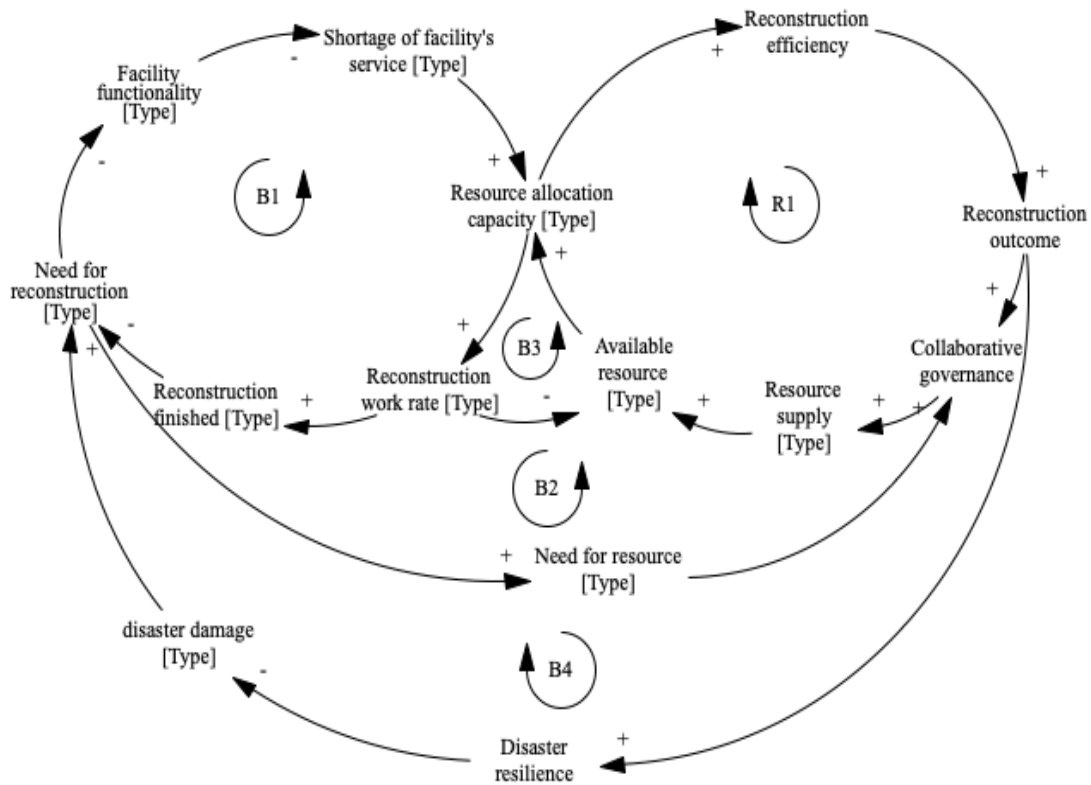 Reconstruction
efficiency
+
Shortage of facility's
service [Type]
-
Facility
functionality
[Type]
-
+
Resource allocation
capacity [Type]
B1
R1
+
Reconstruction
outcome
+
Need for
reconstruction
[Type]
-
+
+
+
B3
Available
resource
[Type]
Collaborative
governance
Reconstruction
finished [Type]
+
Reconstruction
work rate [Type]
-
+
Resource
supply
[Type]
+
+
B2
+
Need for resource
[Type]
disaster damage
[Type]
-
B4
+
Disaster
resilience